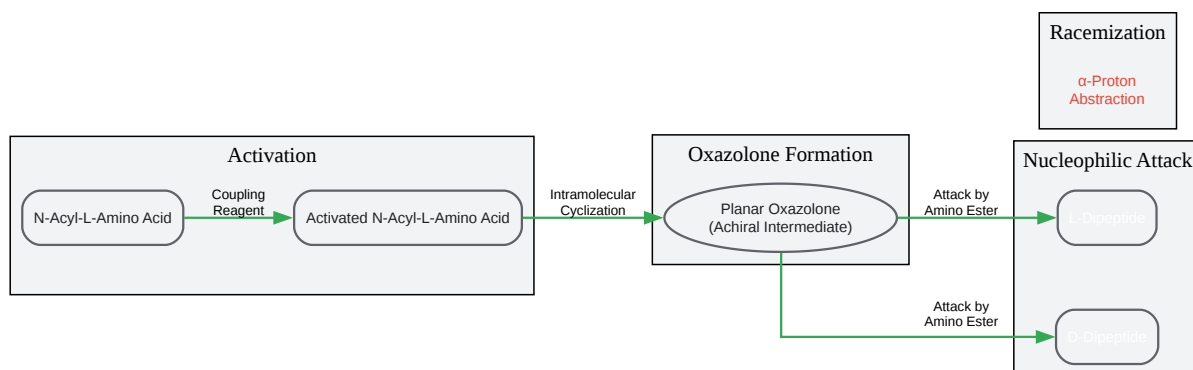 Racemization
α-Proton
Abstraction
Activation
N-Acyl-L-Amino Acid
Coupling
Reagent
Activated N-Acyl-L-Amino Acid
Intramolecular
Cyclization
Oxazolone Formation
Planar Oxazolone
(Achiral Intermediate)
Attack by
Amino Ester
Nucleophilic Attack
L-Dipeptide
Attack by
Amino Ester
D-Dipeptide